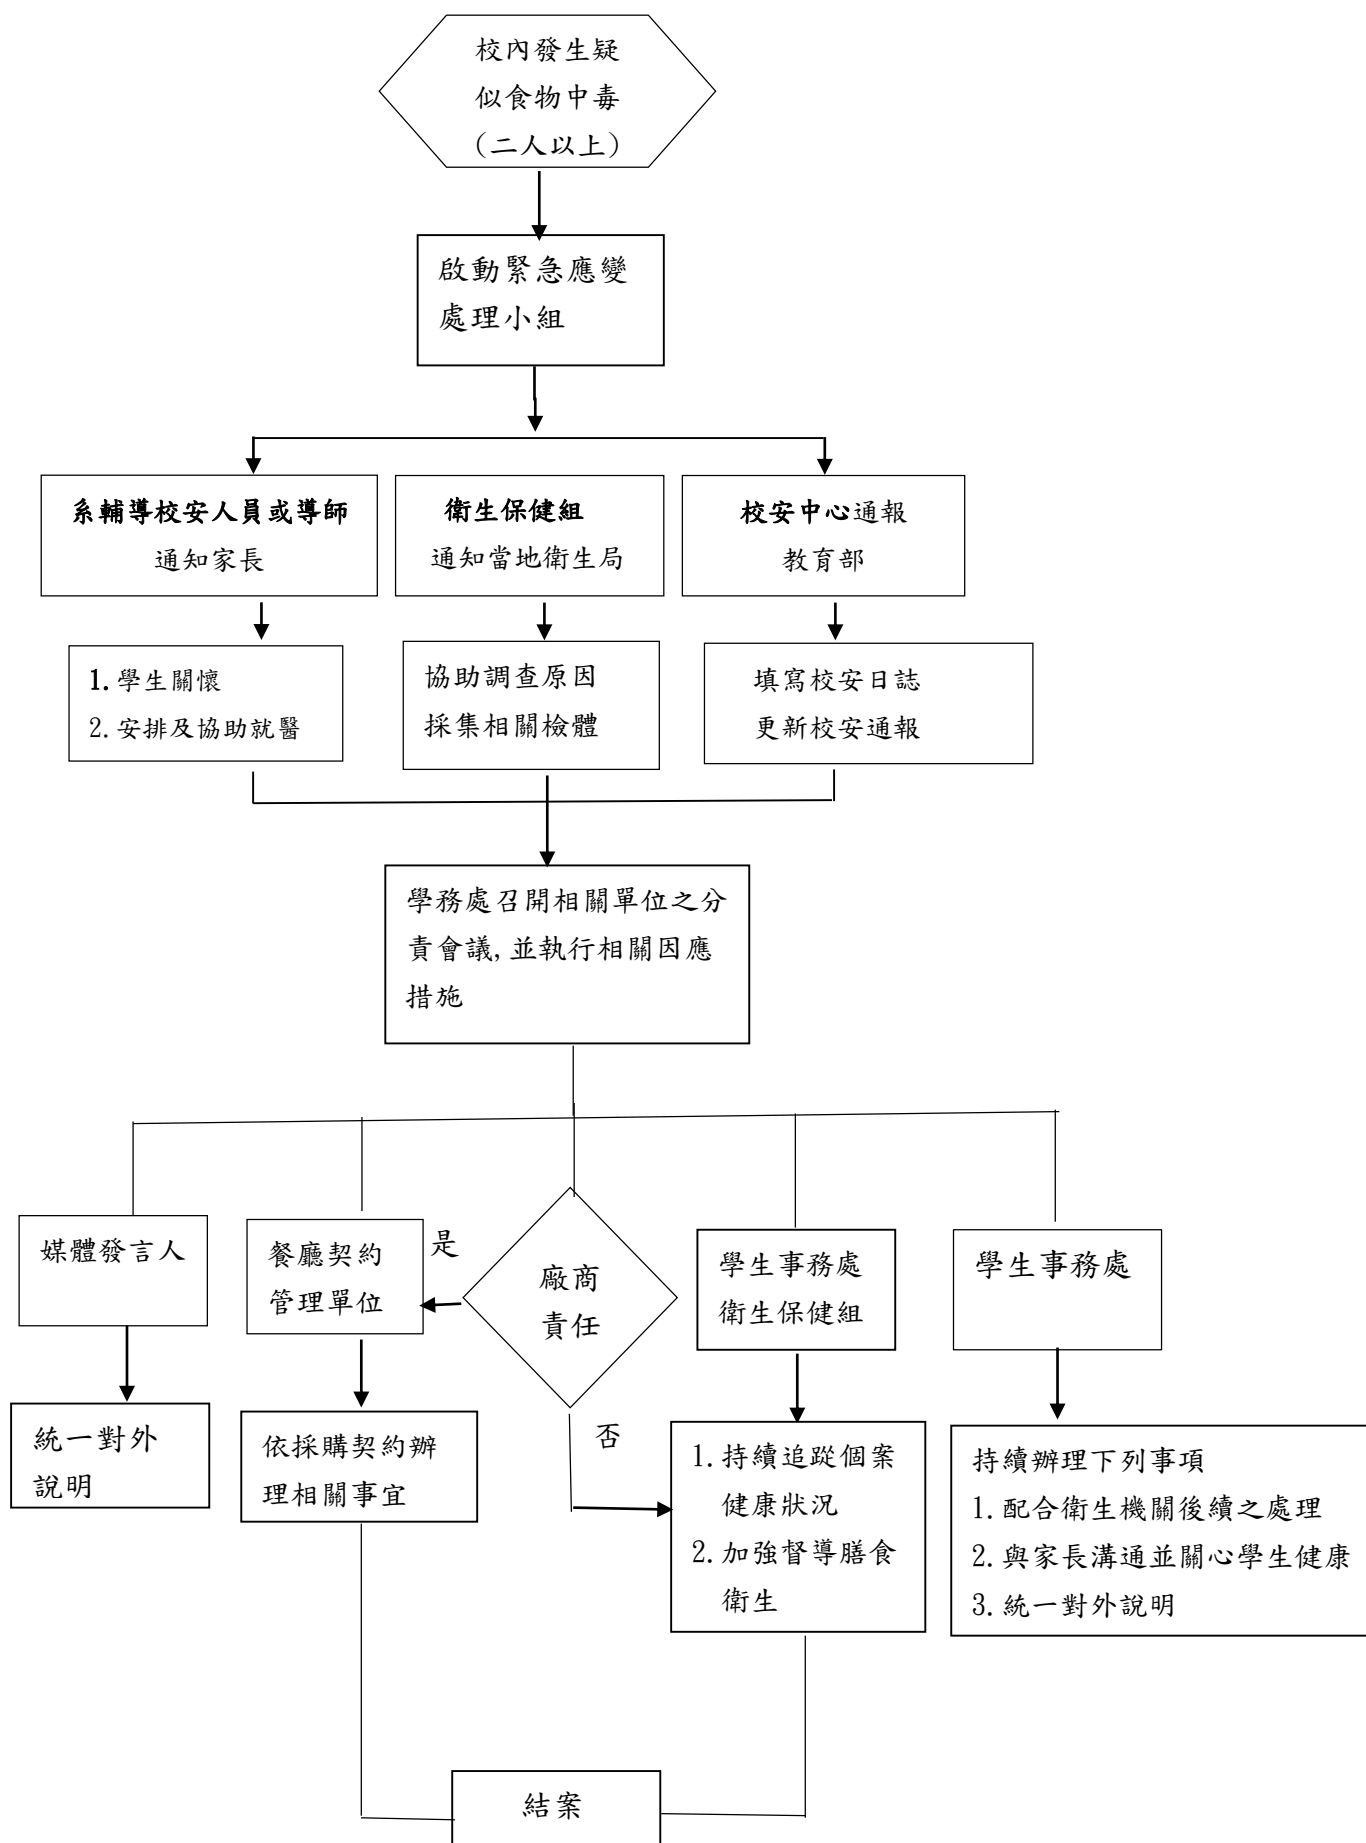 校內發生疑
似食物中毒
(二人以上)
啟動緊急應變
處理小組
系輔導校安人員或導師
通知家長
衛生保健組
通知當地衛生局
校安中心通報
教育部
1.學生關懷
2.安排及協助就醫
協助調查原因
採集相關檢體
填寫校安日誌
更新校安通報
學務處召開相關單位之分
責會議,並執行相關因應
措施
媒體發言人
餐廳契約
管理單位
是
廠商
責任
否
學生事務處
衛生保健組
學生事務處
統一對外
說明
依採購契約辦
理相關事宜
1.持續追蹤個案
健康狀況
2.加強督導膳食
衛生
持續辦理下列事項
1.配合衛生機關後續之處理
2.與家長溝通並關心學生健康
3.統一對外說明
結案